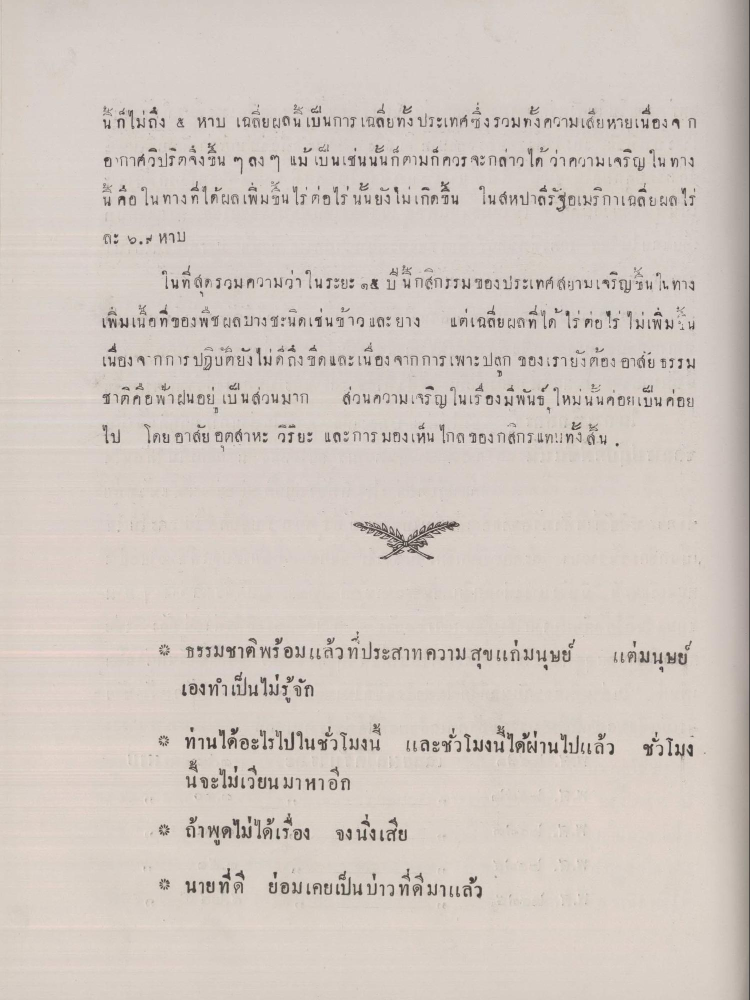 นี้ก็ไม่ถึง ๕ หาบ เฉลี่ยผลนี้เป็นการเฉลี่ยทั้งประเทศซึ่งรวมทั้งความเสียหายเนื่องจาก
อากาศวิปริตจึงขึ้น ๆ ลง ๆ แม้เป็นเช่นนั้นก็ตามก็ควรจะกล่าวได้ว่าความเจริญในทาง
นี้คือในทางที่ได้ผลเพิ่มขึ้นไร่ต่อไร่นั้นยังไม่เกิดขึ้น ในสหปาลีรัฐอเมริกาเฉลี่ยผลไร่
ละ ๖.๙ หาบ
ในที่สุดรวมความว่าในระยะ ๑๕ ปีนี้กสิกรรมของประเทศสยามเจริญขึ้นในทาง
เพิ่มเนื้อที่ของพืชผลบางชะนิดเช่นข้าวและยาง แต่เฉลี่ยผลที่ได้ไร่ต่อไร่ไม่เพิ่มขึ้น
เนื่องจากการปฏิบัติยังไม่ดีถึงขีดและเนื่องจากการเพาะปลูกของเรายังต้องอาศัยธรรม
ชาติคือฟ้าฝนอยู่เป็นส่วนมาก ส่วนความเจริญในเรื่องมีพันธุ์ใหม่นั้นค่อยเป็นค่อย
ไป โดยอาศัยอุตสาหะ วิริยะ และการมองเห็นไกลของกสิกรแทบทั้งสิ้น.
❊ ธรรมชาติพร้อมแล้วที่ประสาทความสุขแก่มนุษย์ แต่มนุษย์
เองทำเป็นไม่รู้จัก
❊ ท่านได้อะไรไปในชั่วโมงนี้ และชั่วโมงนี้ได้ผ่านไปแล้ว ชั่วโมง
นี้จะไม่เวียนมาหาอีก
❊ ถ้าพูดไม่ได้เรื่อง จงนิ่งเสีย
❊ นายที่ดี ย่อมเคยเป็นบ่าวที่ดีมาแล้ว